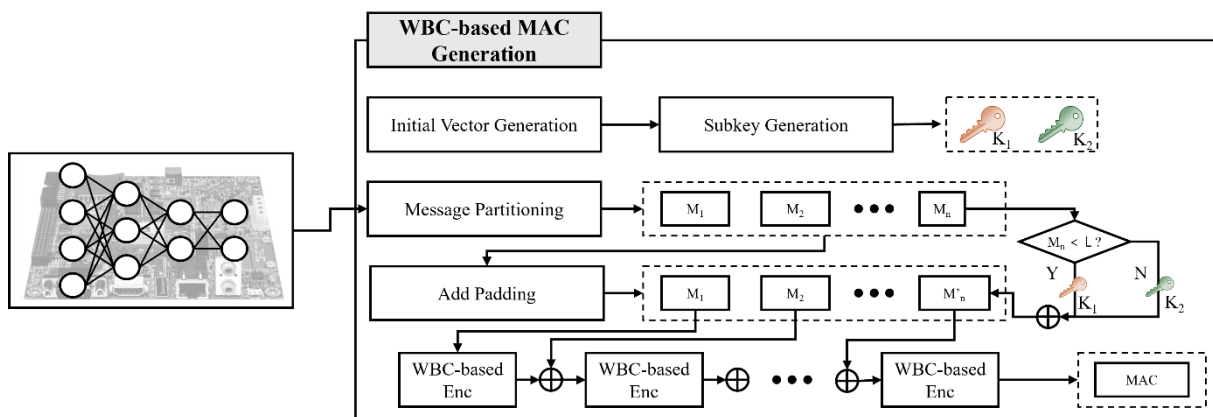 WBC-based MAC
Generation
Initial Vector Generation
Subkey Generation
K₁
K₂
Message Partitioning
M₁
M₂
Mₙ
Mₙ < L ?
Y
N
K₁
K₂
Add Padding
M₁
M₂
M'ₙ
WBC-based
Enc
WBC-based
Enc
WBC-based
Enc
MAC